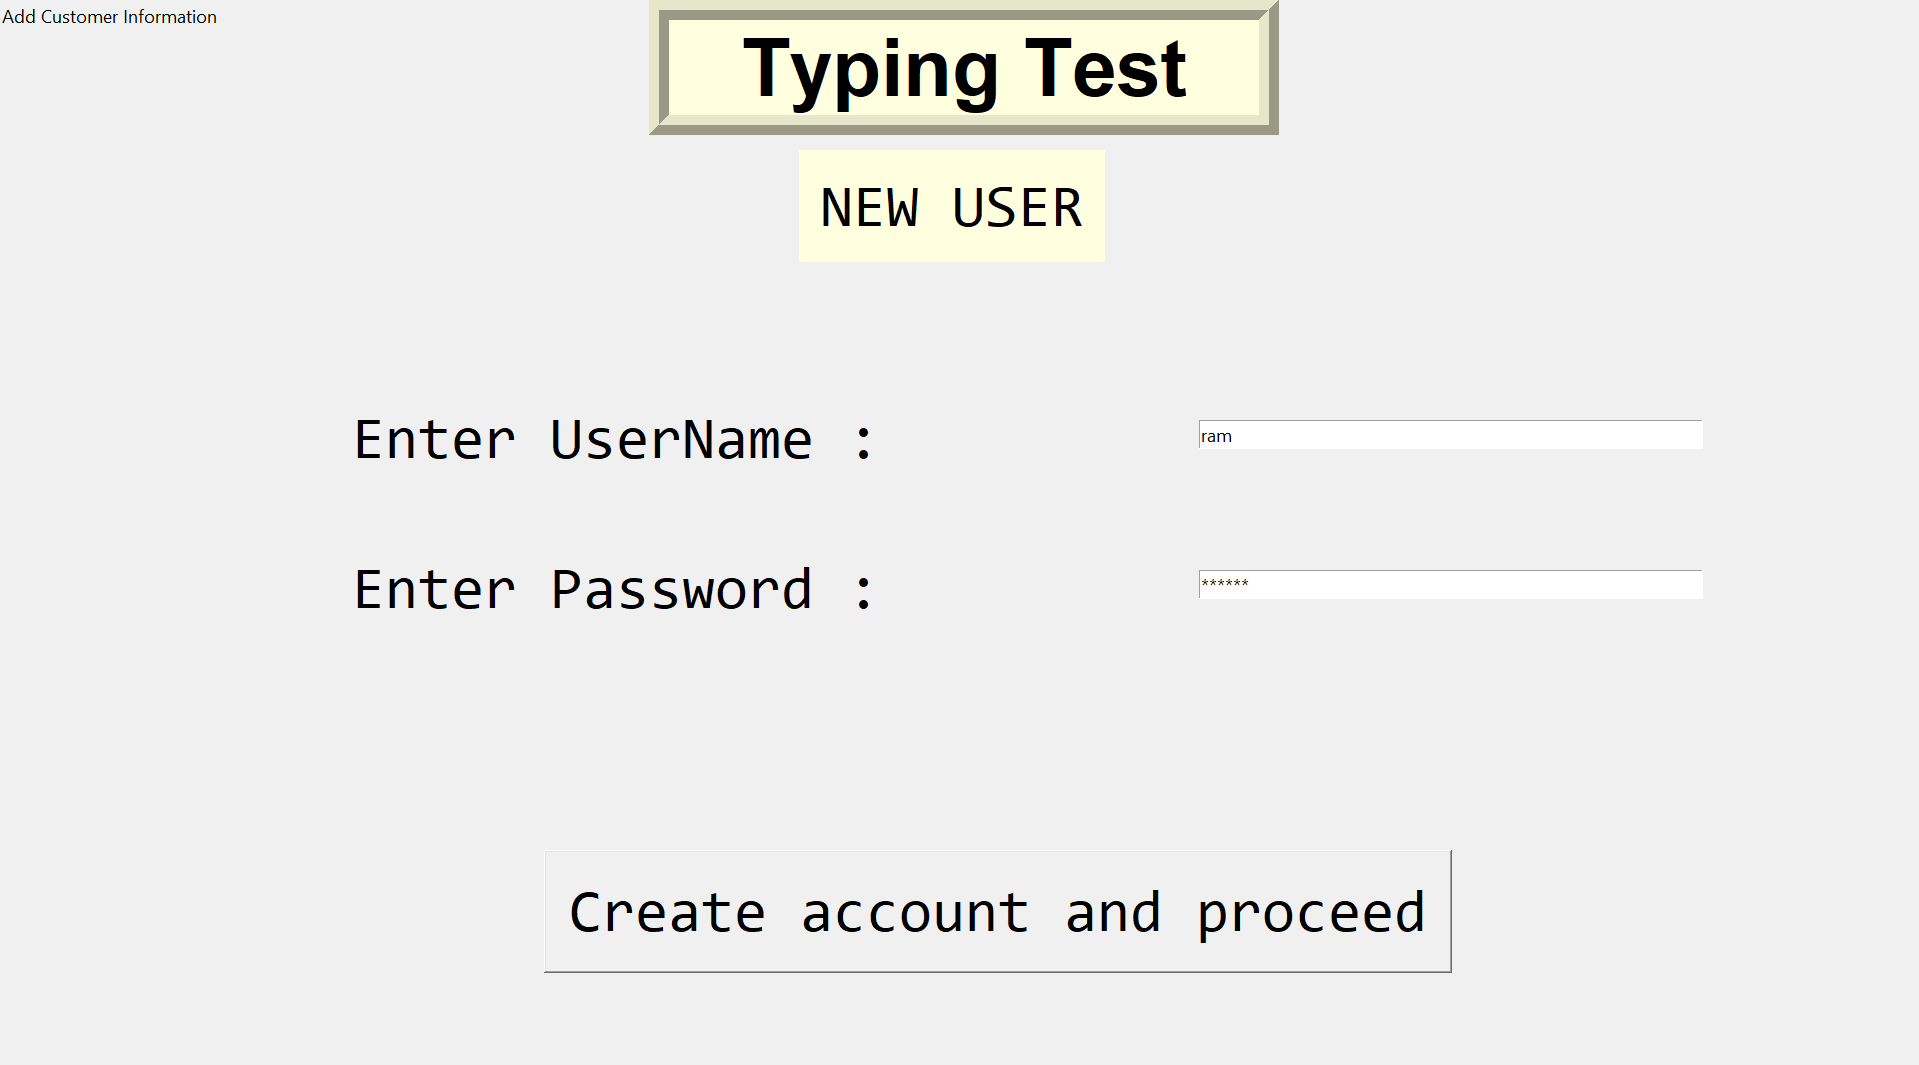 Add Customer Information
Typing Test
NEW USER
Enter UserName :
ram
Enter Password :
******
Create account and proceed